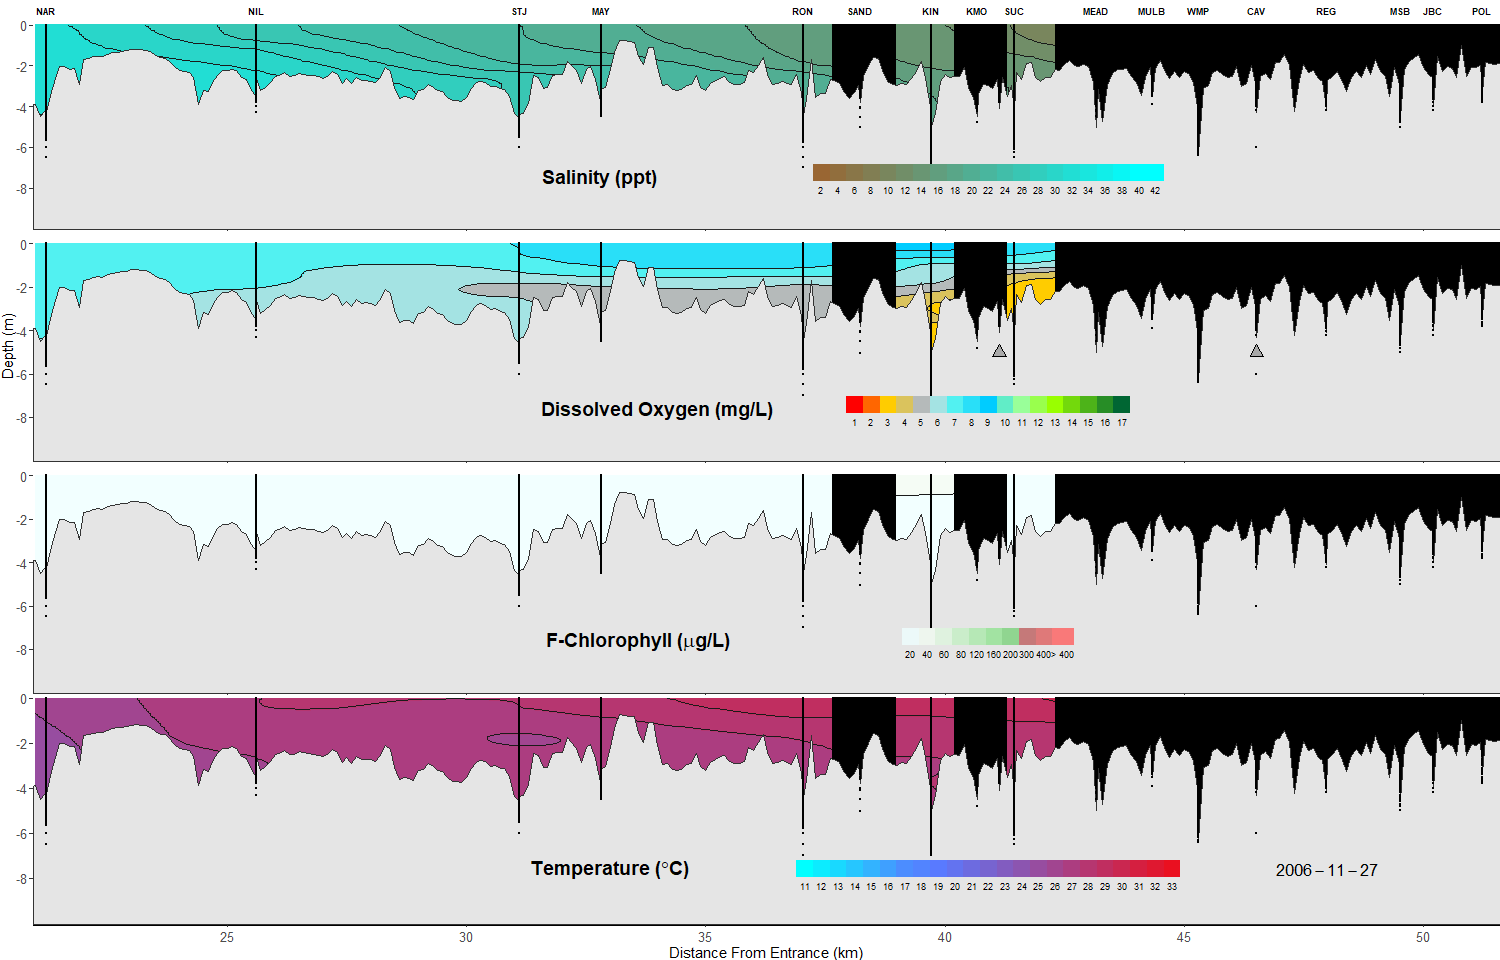 NAR NIL STJ MAY RON SAND KIN KMO SUC MEAD MULB WMP CAV REG MSB JBC POL
0
-2
-4
-6
-8
Salinity (ppt)
2 4 6 8 10 12 14 16 18 20 22 24 26 28 30 32 34 36 38 40 42
0
-2
-4
-6
-8
Depth (m)
Dissolved Oxygen (mg/L)
1 2 3 4 5 6 7 8 9 10 11 12 13 14 15 16 17
0
-2
-4
-6
-8
F-Chlorophyll (μg/L)
20 40 60 80 120 160 200 300 400> 400
0
-2
-4
-6
-8
Temperature (°C)
11 12 13 14 15 16 17 18 19 20 21 22 23 24 25 26 27 28 29 30 31 32 33
2006 – 11 – 27
25 30 35 40 45 50
Distance From Entrance (km)